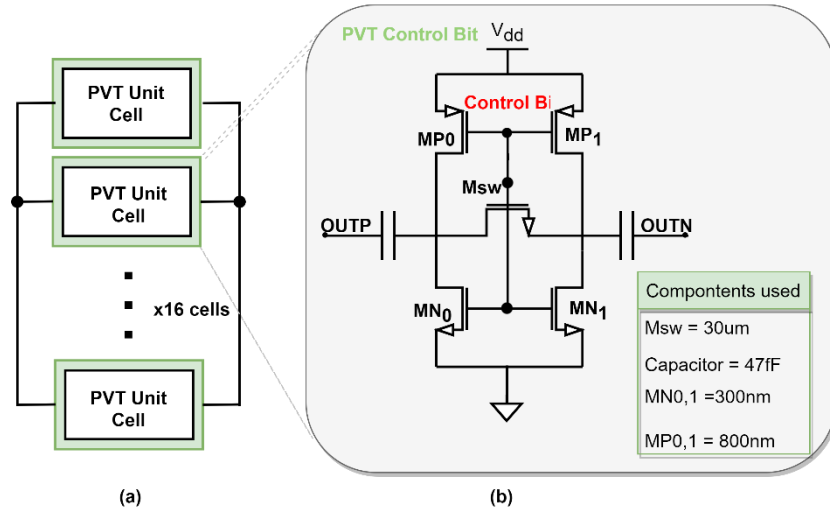 PVT Unit
Cell
PVT Unit
Cell
x16 cells
PVT Unit
Cell
(a)
PVT Control Bit
Vdd
Control Bi
MP0
MP1
Msw
OUTP
OUTN
MN0
MN1
Compontents used
Msw = 30um
Capacitor = 47fF
MN0,1 =300nm
MP0,1 = 800nm
(b)